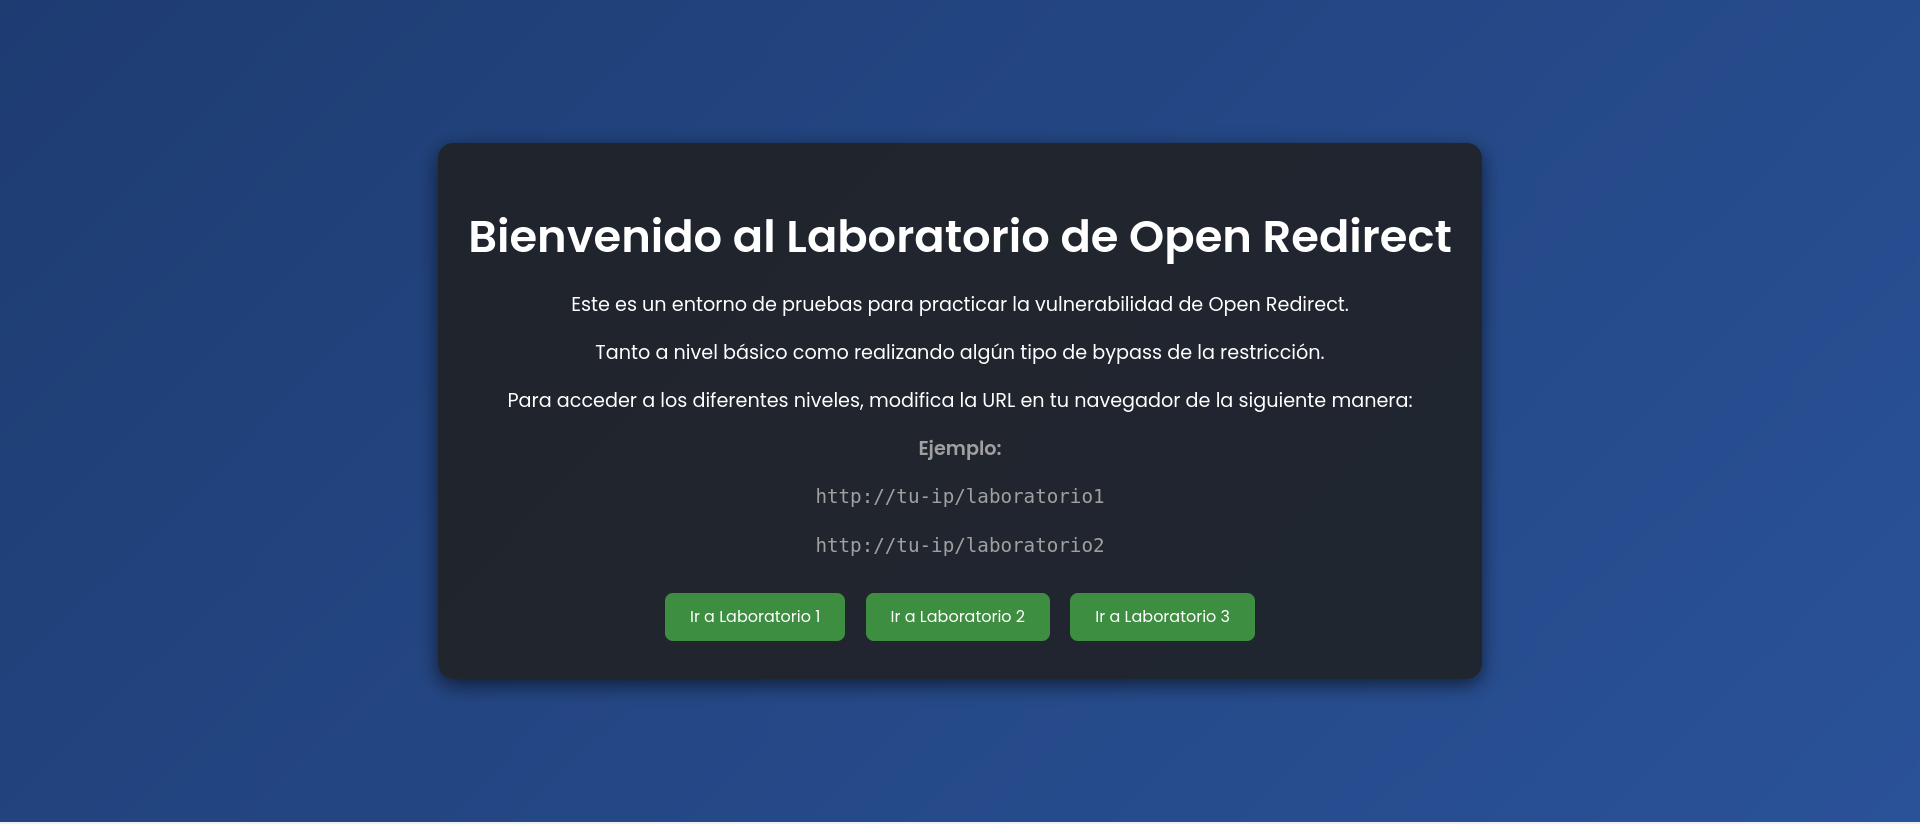 Bienvenido al Laboratorio de Open Redirect
Este es un entorno de pruebas para practicar la vulnerabilidad de Open Redirect.
Tanto a nivel básico como realizando algún tipo de bypass de la restricción.
Para acceder a los diferentes niveles, modifica la URL en tu navegador de la siguiente manera:
Ejemplo:
http://tu-ip/laboratorio1
http://tu-ip/laboratorio2
Ir a Laboratorio 1 Ir a Laboratorio 2 Ir a Laboratorio 3